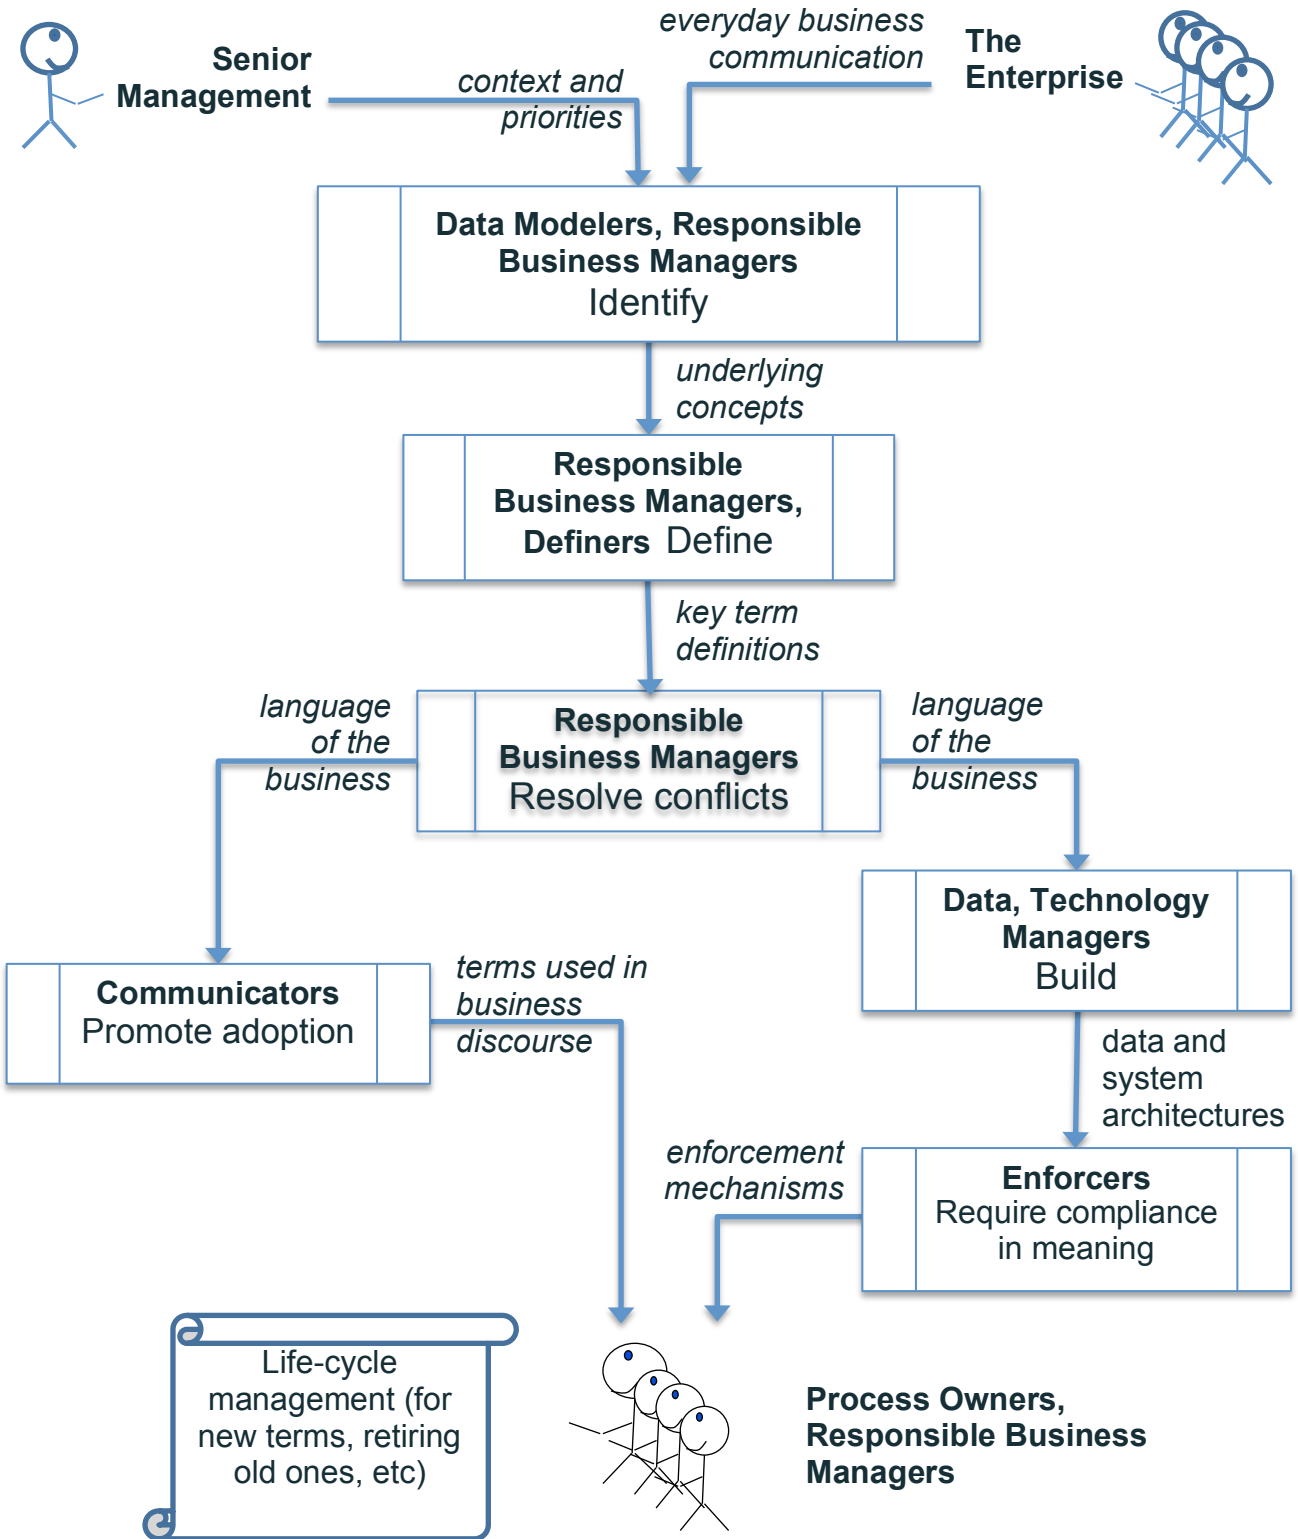 Senior
Management
context and
priorities
everyday business
communication
The
Enterprise
Data Modelers, Responsible
Business Managers
Identify
underlying
concepts
Responsible
Business Managers,
Definers Define
key term
definitions
language
of the
business
Responsible
Business Managers
Resolve conflicts
language
of the
business
Data, Technology
Managers
Build
Communicators
Promote adoption
terms used in
business
discourse
data and
system
architectures
enforcement
mechanisms
Enforcers
Require compliance
in meaning
Life-cycle
management (for
new terms, retiring
old ones, etc)
Process Owners,
Responsible Business
Managers